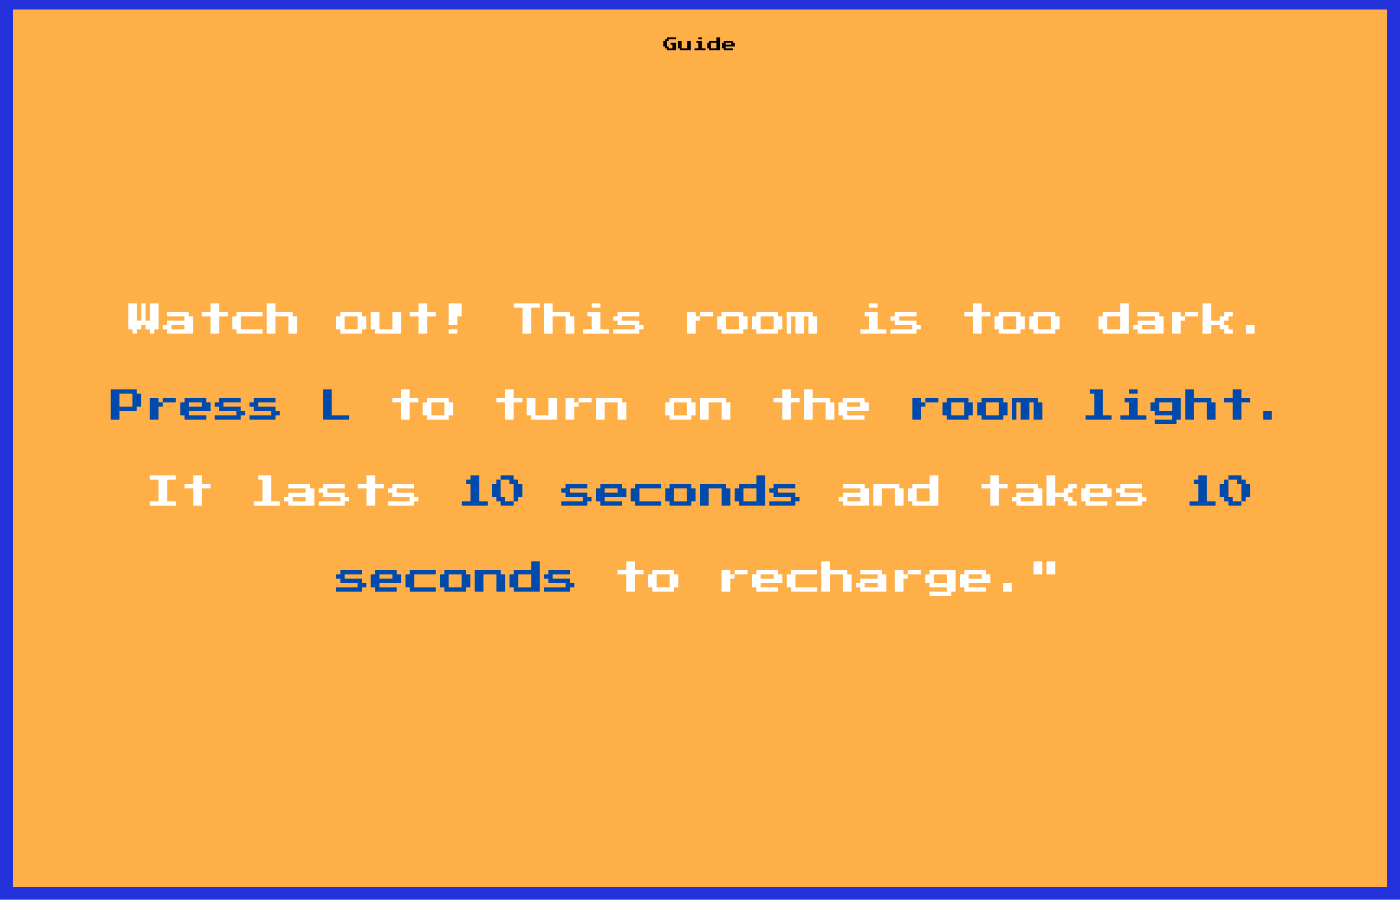 Guide
Watch out! This room is too dark.
Press L to turn on the room light.
It lasts 10 seconds and takes 10
seconds to recharge."